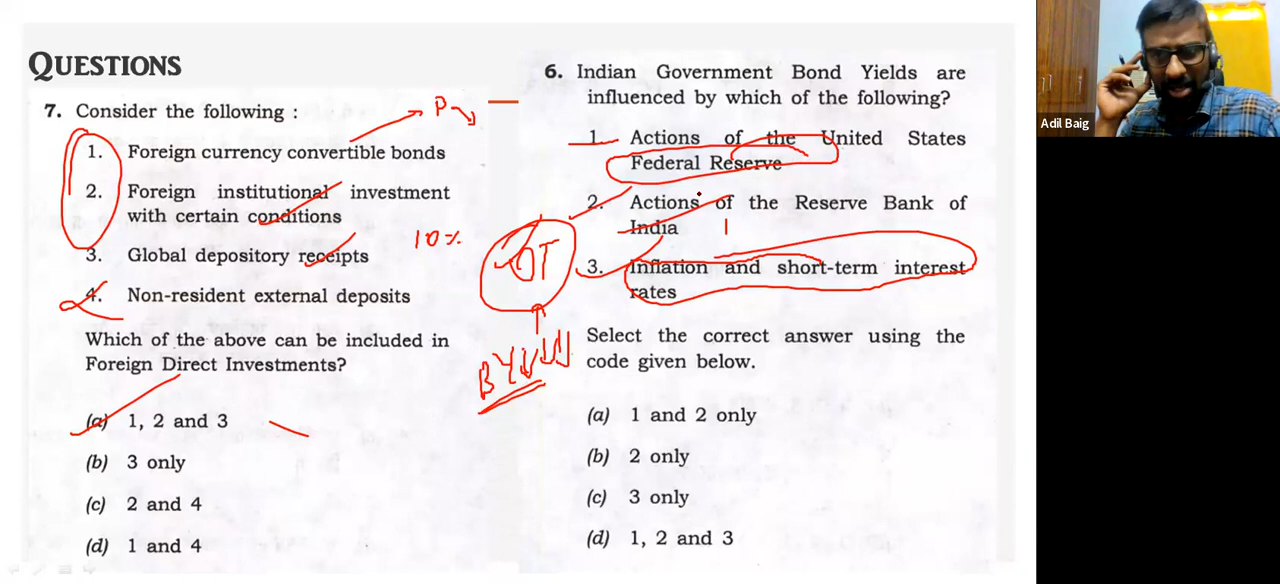 QUESTIONS
7. Consider the following :
1. Foreign currency convertible bonds
2. Foreign institutional investment
with certain conditions
3. Global depository receipts
4. Non-resident external deposits
Which of the above can be included in
Foreign Direct Investments?
(a) 1, 2 and 3
(b) 3 only
(c) 2 and 4
(d) 1 and 4
P
10%
6. Indian Government Bond Yields are
influenced by which of the following?
1. Actions of the United States
Federal Reserve
2. Actions of the Reserve Bank of
India
3. Inflation and short-term interest
rates
Select the correct answer using the
code given below.
(a) 1 and 2 only
(b) 2 only
(c) 3 only
(d) 1, 2 and 3
Adil Baig